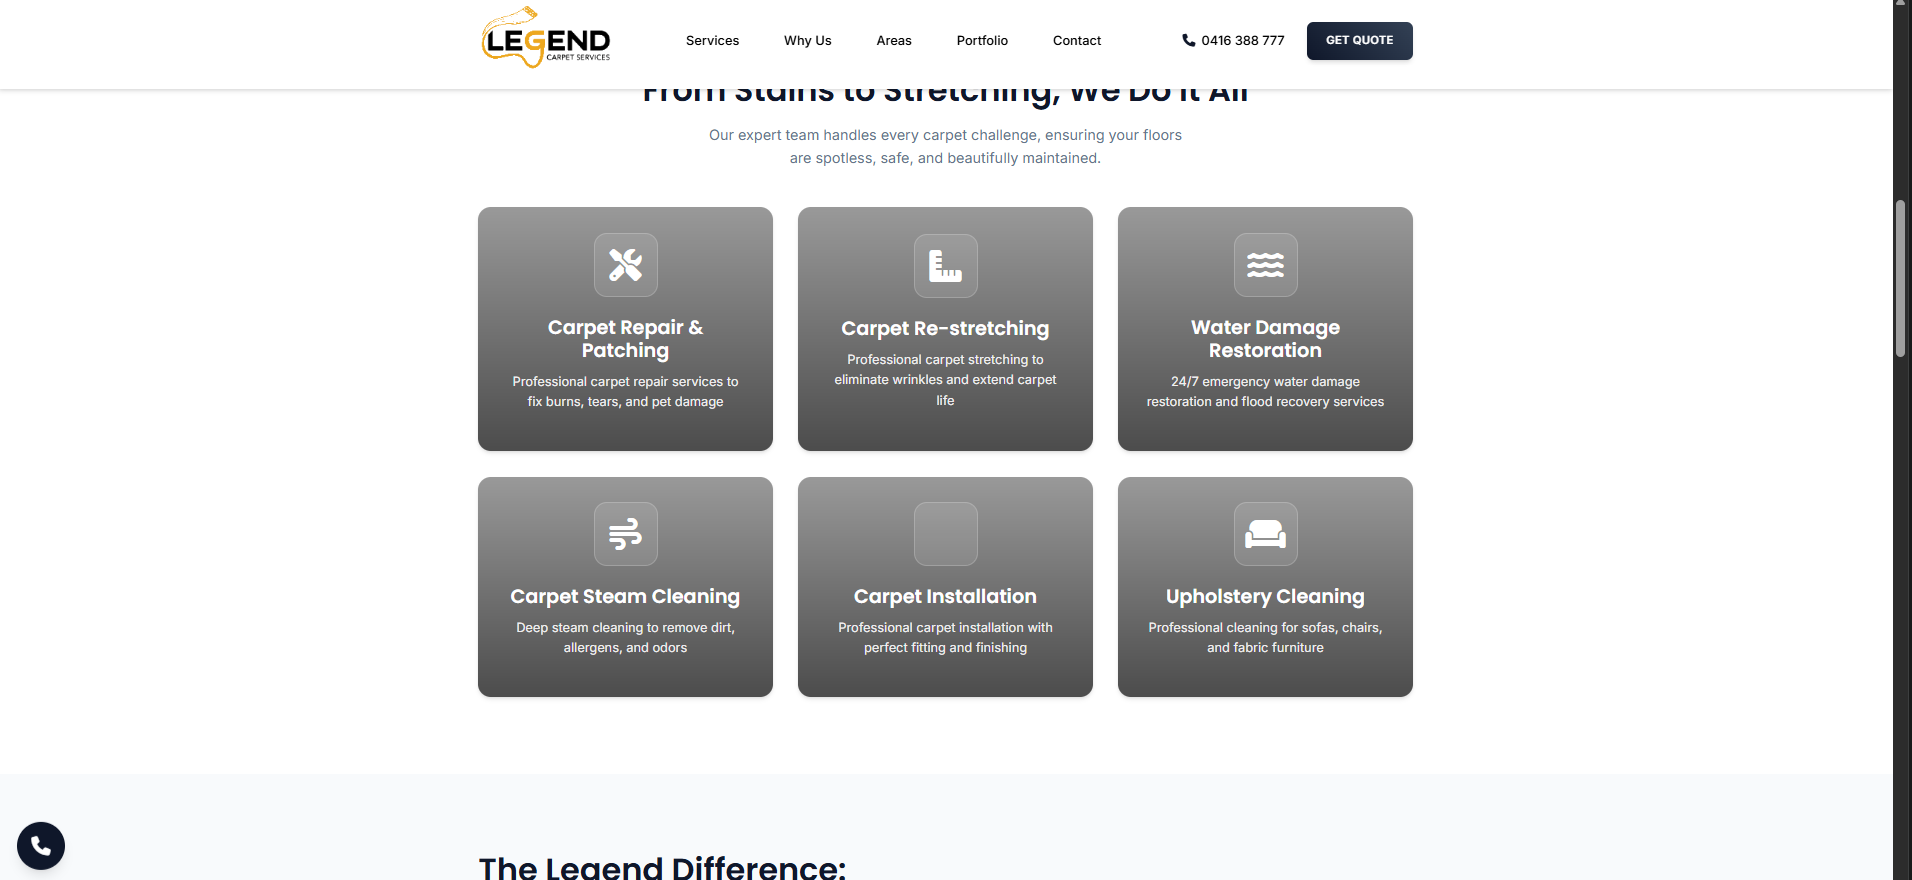 LEGEND
CARPET SERVICES
Services
Why Us
Areas
Portfolio
Contact
0416 388 777
GET QUOTE
From Stains to Stretching, We Do It All
Our expert team handles every carpet challenge, ensuring your floors
are spotless, safe, and beautifully maintained.
Carpet Repair &
Patching
Professional carpet repair services to
fix burns, tears, and pet damage
Carpet Re-stretching
Professional carpet stretching to
eliminate wrinkles and extend carpet
life
Water Damage
Restoration
24/7 emergency water damage
restoration and flood recovery services
Carpet Steam Cleaning
Deep steam cleaning to remove dirt,
allergens, and odors
Carpet Installation
Professional carpet installation with
perfect fitting and finishing
Upholstery Cleaning
Professional cleaning for sofas, chairs,
and fabric furniture
The Legend Difference: